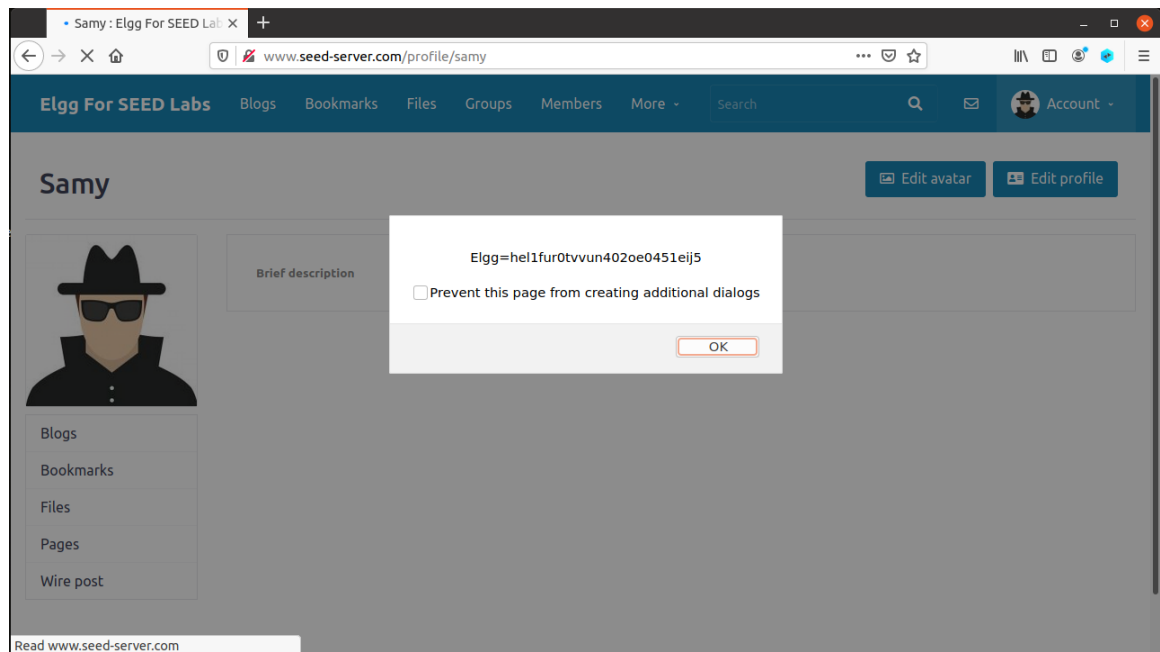 Samy : Elgg For SEED Lab
www.seed-server.com/profile/samy
Elgg For SEED Labs Blogs Bookmarks Files Groups Members More Search Account
Samy
Edit avatar Edit profile
Brief description
Elgg=hel1fur0tvvun402oe0451eij5
Prevent this page from creating additional dialogs
OK
Blogs
Bookmarks
Files
Pages
Wire post
Read www.seed-server.com